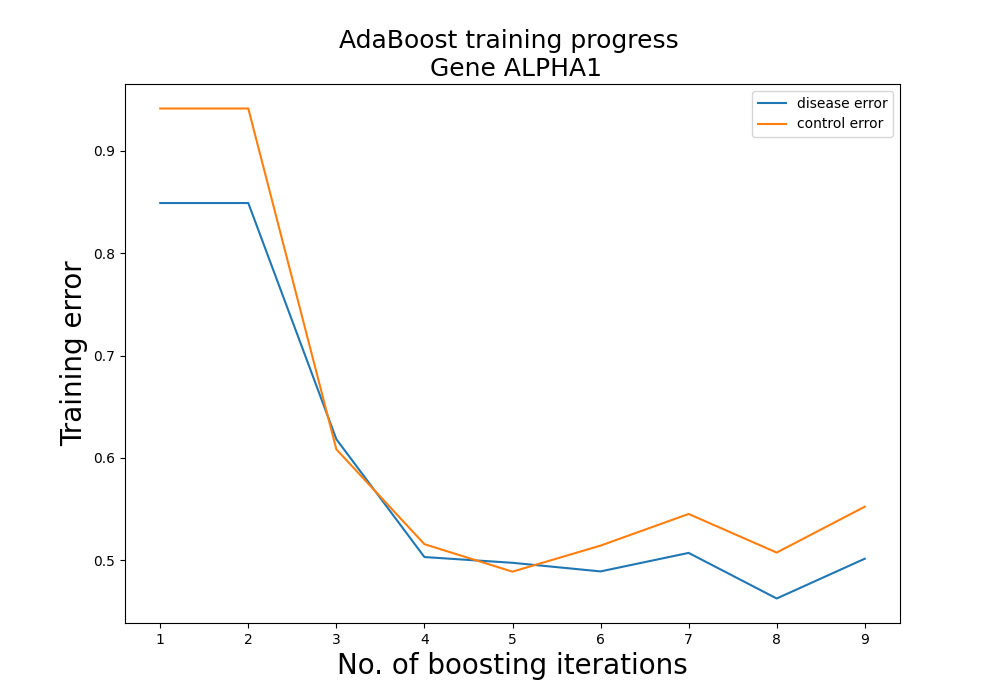 AdaBoost training progress
Gene ALPHA1
disease error
control error
0.9
0.8
0.7
0.6
0.5
Training error
1 2 3 4 5 6 7 8 9
No. of boosting iterations